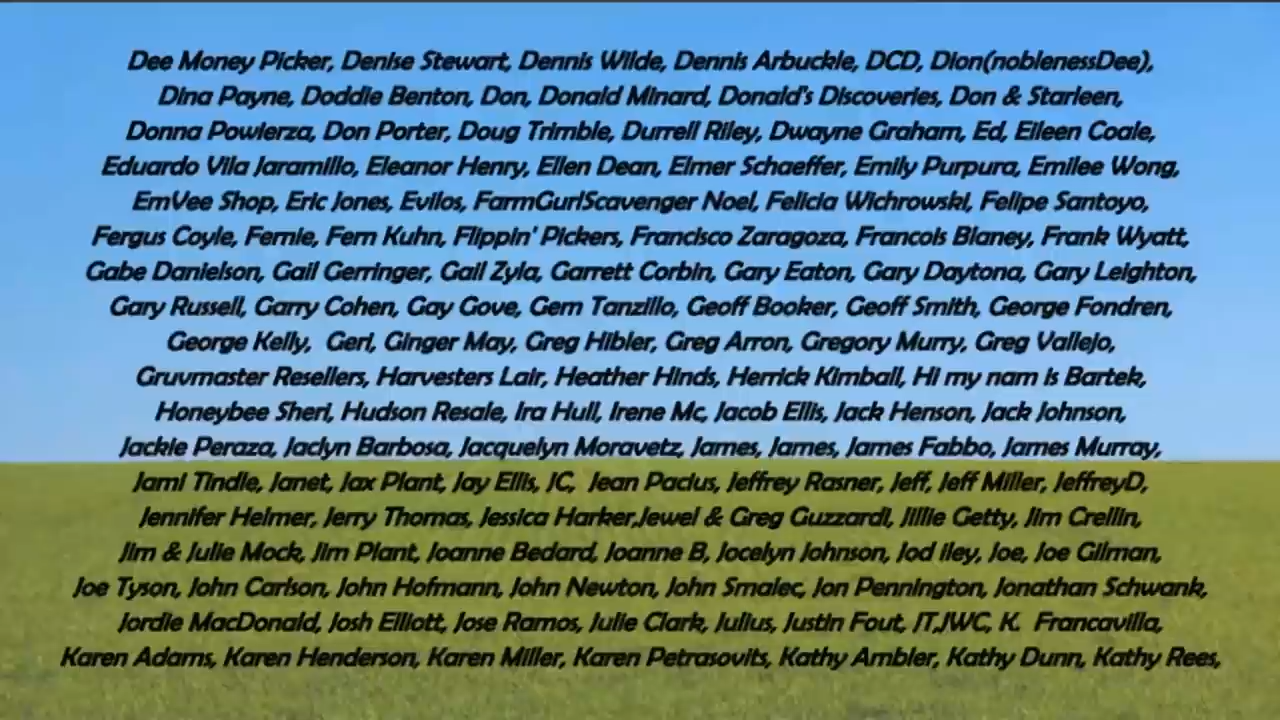 Dee Money Picker, Denise Stewart, Dennis Wilde, Dennis Arbuckle, DCD, Dion(noblenessDee),
Dina Payne, Doddie Benton, Don, Donald Minard, Donald's Discoveries, Don & Starleen,
Donna Powierza, Don Porter, Doug Trimble, Durrell Riley, Dwayne Graham, Ed, Eileen Coale,
Eduardo Vila Jaramillo, Eleanor Henry, Ellen Dean, Elmer Schaeffer, Emily Purpura, Emilee Wong,
EmVee Shop, Eric Jones, Evilos, FarmGurlScavenger Noel, Felicia Wichrowski, Felipe Santoyo,
Fergus Coyle, Fernie, Fern Kuhn, Flippin' Pickers, Francisco Zaragoza, Francois Blaney, Frank Wyatt,
Gabe Danielson, Gail Gerringer, Gail Zyla, Garrett Corbin, Gary Eaton, Gary Daytona, Gary Leighton,
Gary Russell, Garry Cohen, Gay Gove, Gem Tanzillo, Geoff Booker, Geoff Smith, George Fondren,
George Kelly, Geri, Ginger May, Greg Hibler, Greg Arron, Gregory Murry, Greg Vallejo,
Gruvmaster Resellers, Harvesters Lair, Heather Hinds, Herrick Kimball, Hi my nam is Bartek,
Honeybee Sheri, Hudson Resale, Ira Hull, Irene Mc, Jacob Ellis, Jack Henson, Jack Johnson,
Jackie Peraza, Jaclyn Barbosa, Jacquelyn Moravetz, James, James, James Fabbo, James Murray,
Jami Tindle, Janet, Jax Plant, Jay Ellis, JC, Jean Pacius, Jeffrey Rasner, Jeff, Jeff Miller, JeffreyD,
Jennifer Helmer, Jerry Thomas, Jessica Harker,Jewel & Greg Guzzardi, Jillie Getty, Jim Crellin,
Jim & Julie Mock, Jim Plant, Joanne Bedard, Joanne B, Jocelyn Johnson, Jod Iley, Joe, Joe Gilman,
Joe Tyson, John Carlson, John Hofmann, John Newton, John Smalec, Jon Pennington, Jonathan Schwank,
Jordie MacDonald, Josh Elliott, Jose Ramos, Julie Clark, Julius, Justin Fout, JT,JWC, K. Francavilla,
Karen Adams, Karen Henderson, Karen Miller, Karen Petrasovits, Kathy Ambler, Kathy Dunn, Kathy Rees,